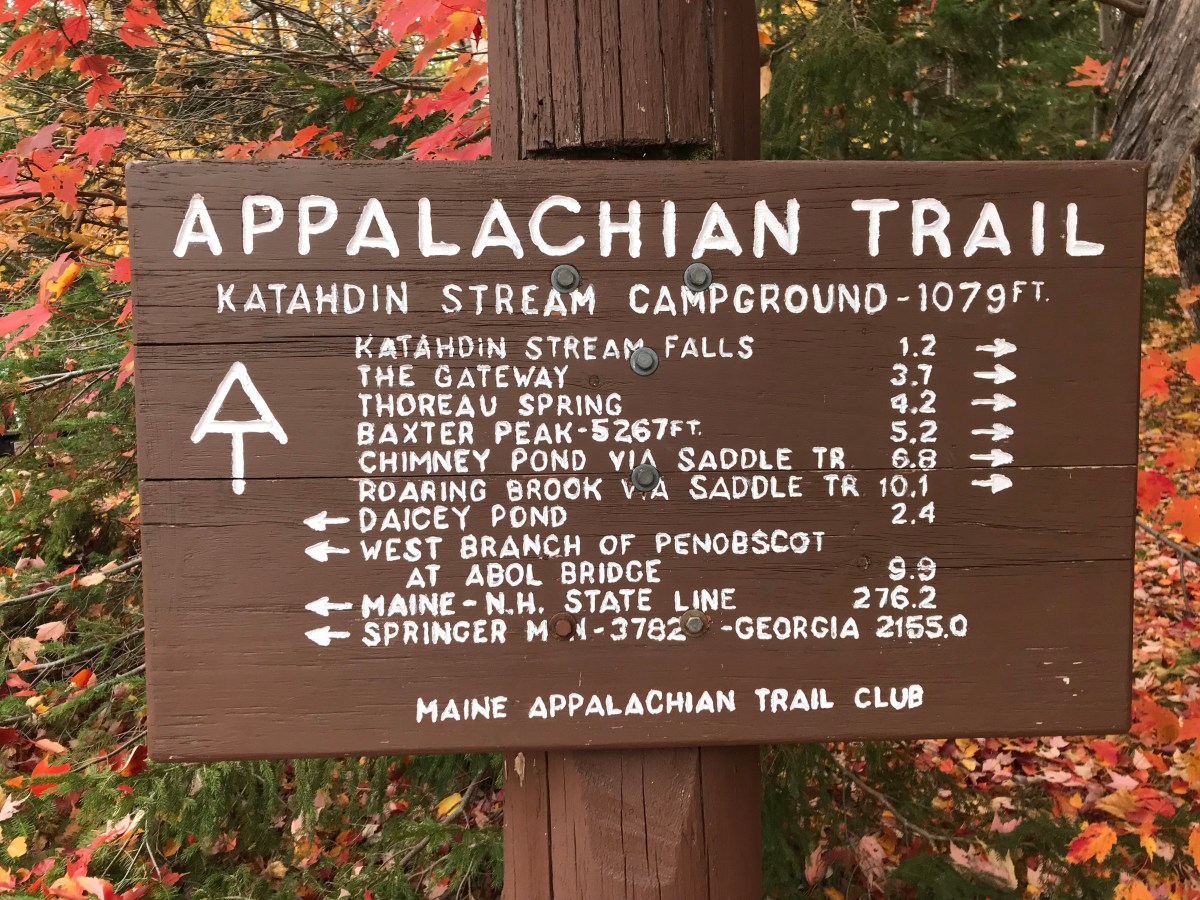 APPALACHIAN TRAIL
KATAHDIN STREAM CAMPGROUND-1079FT.
KATAHDIN STREAM FALLS 1.2 →
THE GATEWAY 3.7 →
THOREAU SPRING 4.2 →
BAXTER PEAK-5267FT. 5.2 →
CHIMNEY POND VIA SADDLE TR 6.8 →
ROARING BROOK VIA SADDLE TR 10.1 →
← DAICEY POND 2.4
← WEST BRANCH OF PENOBSCOT
AT ABOL BRIDGE 9.9
← MAINE-N.H. STATE LINE 276.2
← SPRINGER -3782 -GEORGIA 2155.0
MAINE APPALACHIAN TRAIL CLUB